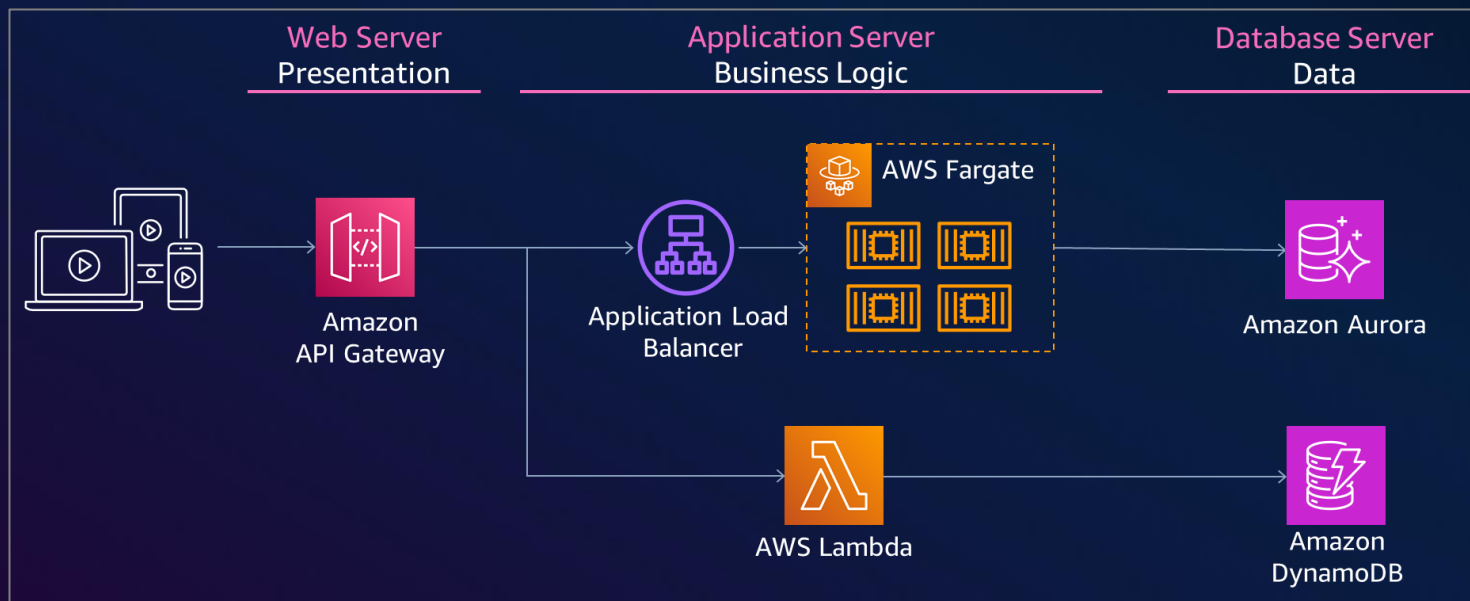 Web Server
Presentation
Application Server
Business Logic
Database Server
Data
AWS Fargate
</>
Amazon
API Gateway
Application Load
Balancer
Amazon Aurora
AWS Lambda
Amazon
DynamoDB